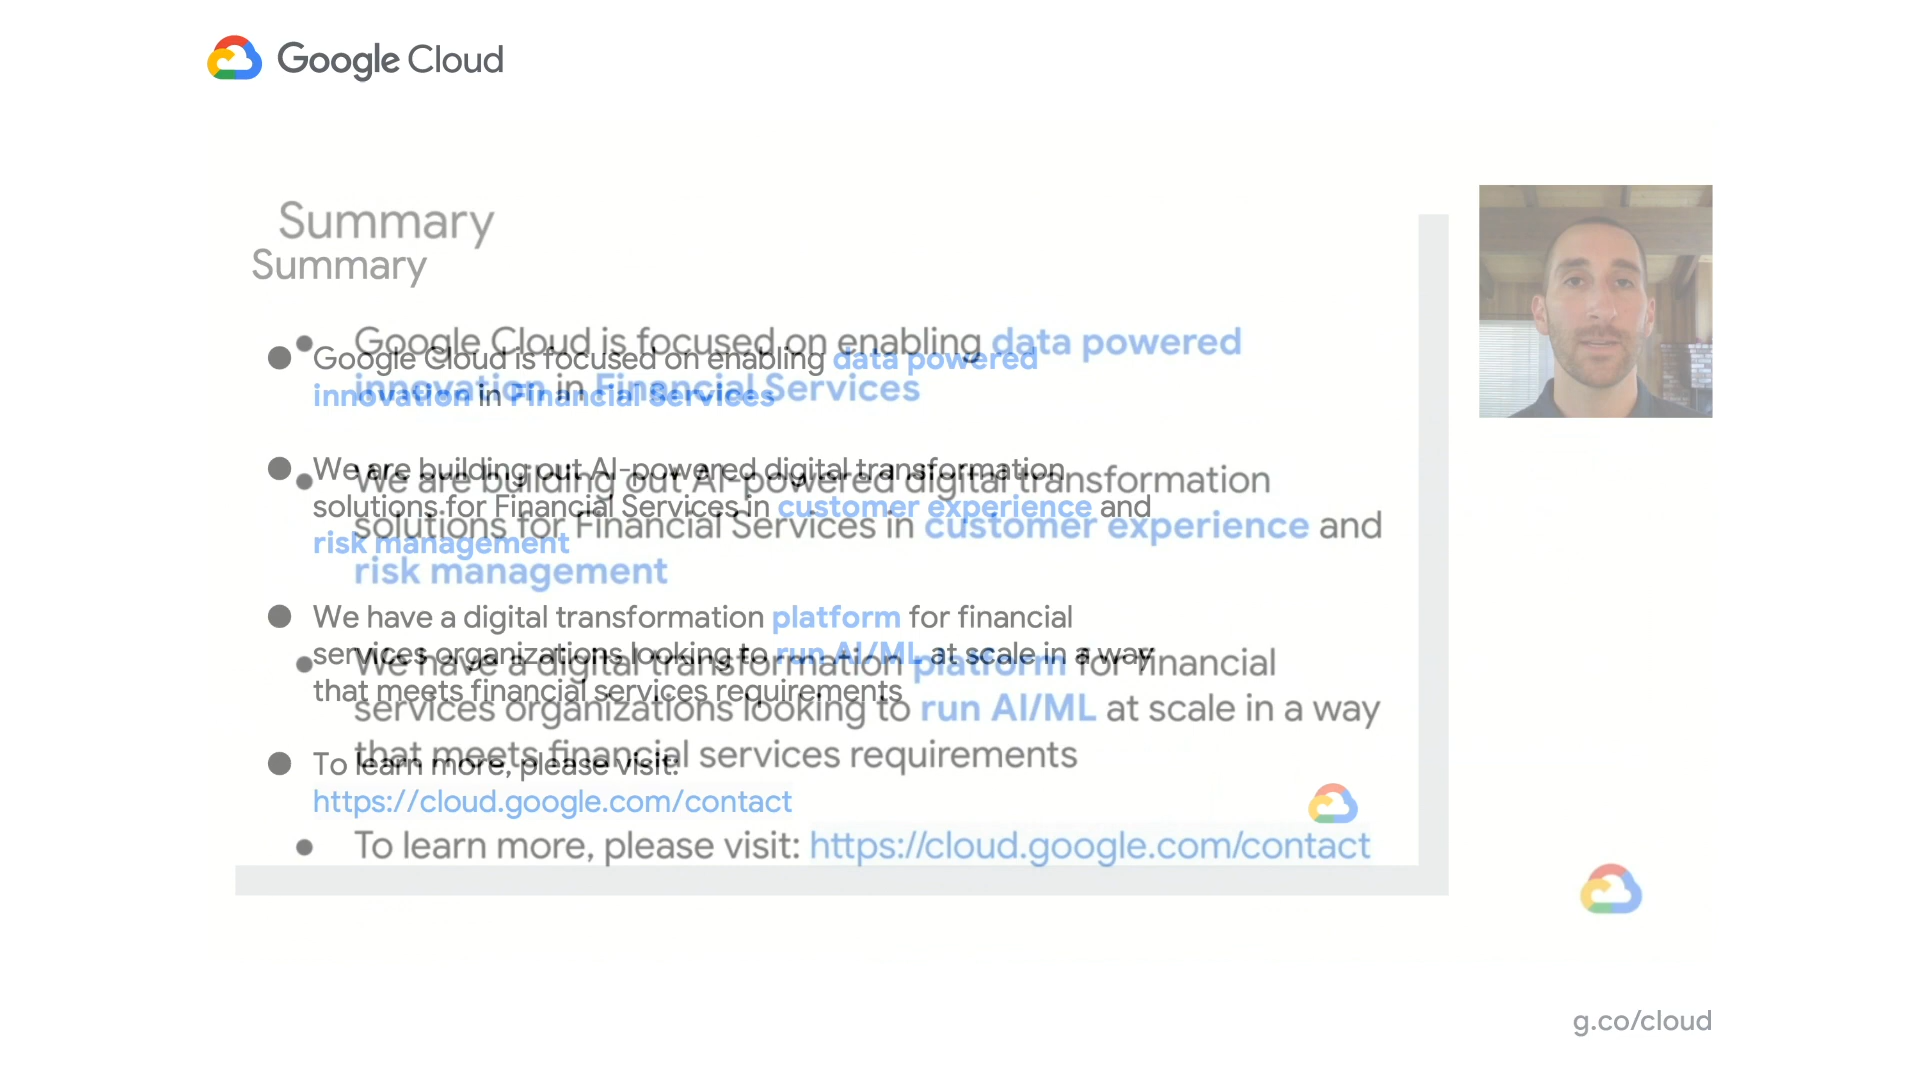 Google Cloud
Summary
Summary
Google Cloud is focused on enabling data powered
innovation in Financial Services
Google Cloud is focused on enabling data powered
innovation in Financial Services
We are building out AI-powered digital transformation
solutions for Financial Services in customer experience and
risk management
We are building out AI-powered digital transformation
solutions for Financial Services in customer experience and
risk management
We have a digital transformation platform for financial
services organizations looking to run AI/ML at scale in a way
that meets financial services requirements
We have a digital transformation platform for financial
services organizations looking to run AI/ML at scale in a way
that meets financial services requirements
To learn more, please visit:
https://cloud.google.com/contact
To learn more, please visit: https://cloud.google.com/contact
g.co/cloud